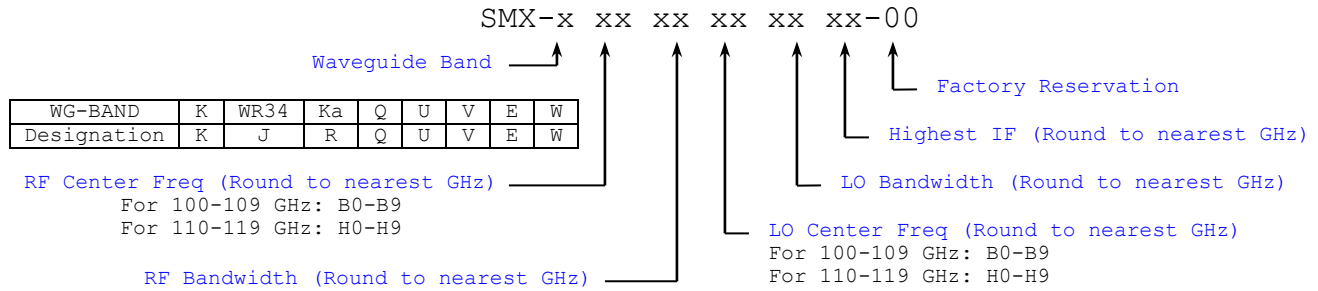 SMX-x xx xx xx xx xx-00
Waveguide Band
Factory Reservation
WG-BAND K WR34 Ka Q U V E W
Designation K J R Q U V E W
Highest IF (Round to nearest GHz)
RF Center Freq (Round to nearest GHz)
For 100-109 GHz: B0-B9
For 110-119 GHz: H0-H9
LO Bandwidth (Round to nearest GHz)
LO Center Freq (Round to nearest GHz)
For 100-109 GHz: B0-B9
For 110-119 GHz: H0-H9
RF Bandwidth (Round to nearest GHz)